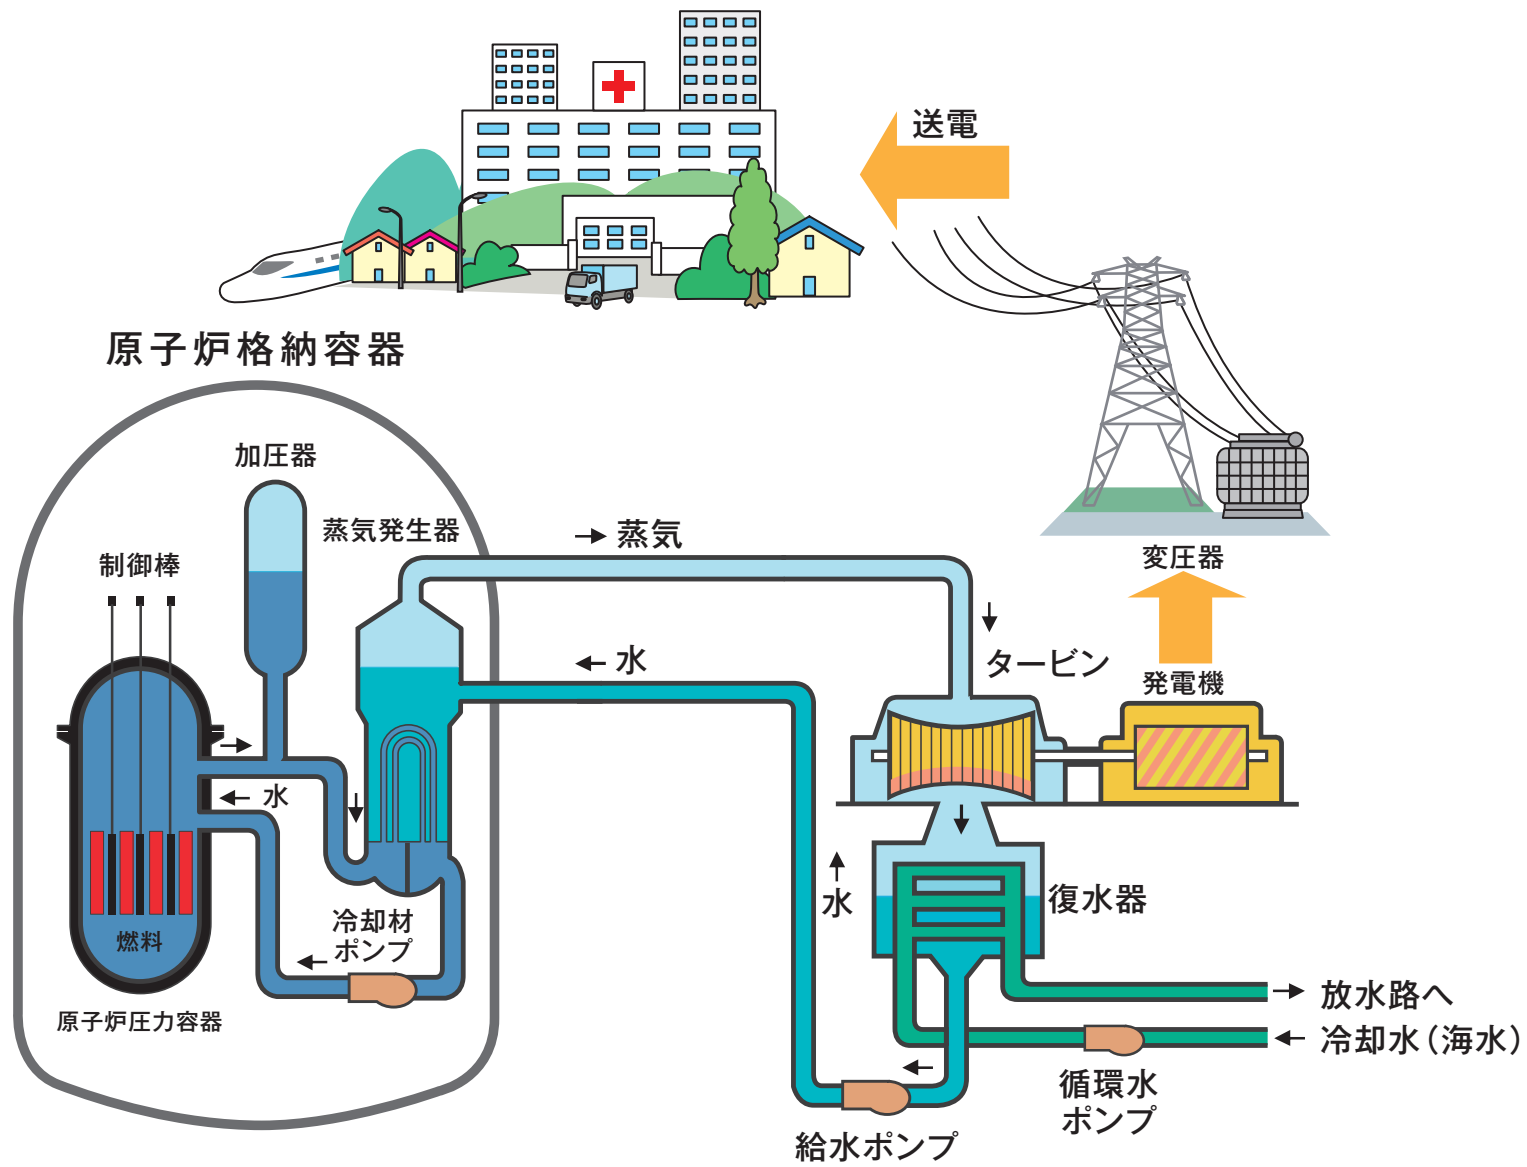 送電
原子炉格納容器
加圧器
蒸気発生器
蒸気
変圧器
制御棒
水
タービン
発電機
水
水
復水器
冷却材
ポンプ
燃料
放水路へ
原子炉圧力容器
冷却水(海水)
循環水
ポンプ
給水ポンプ